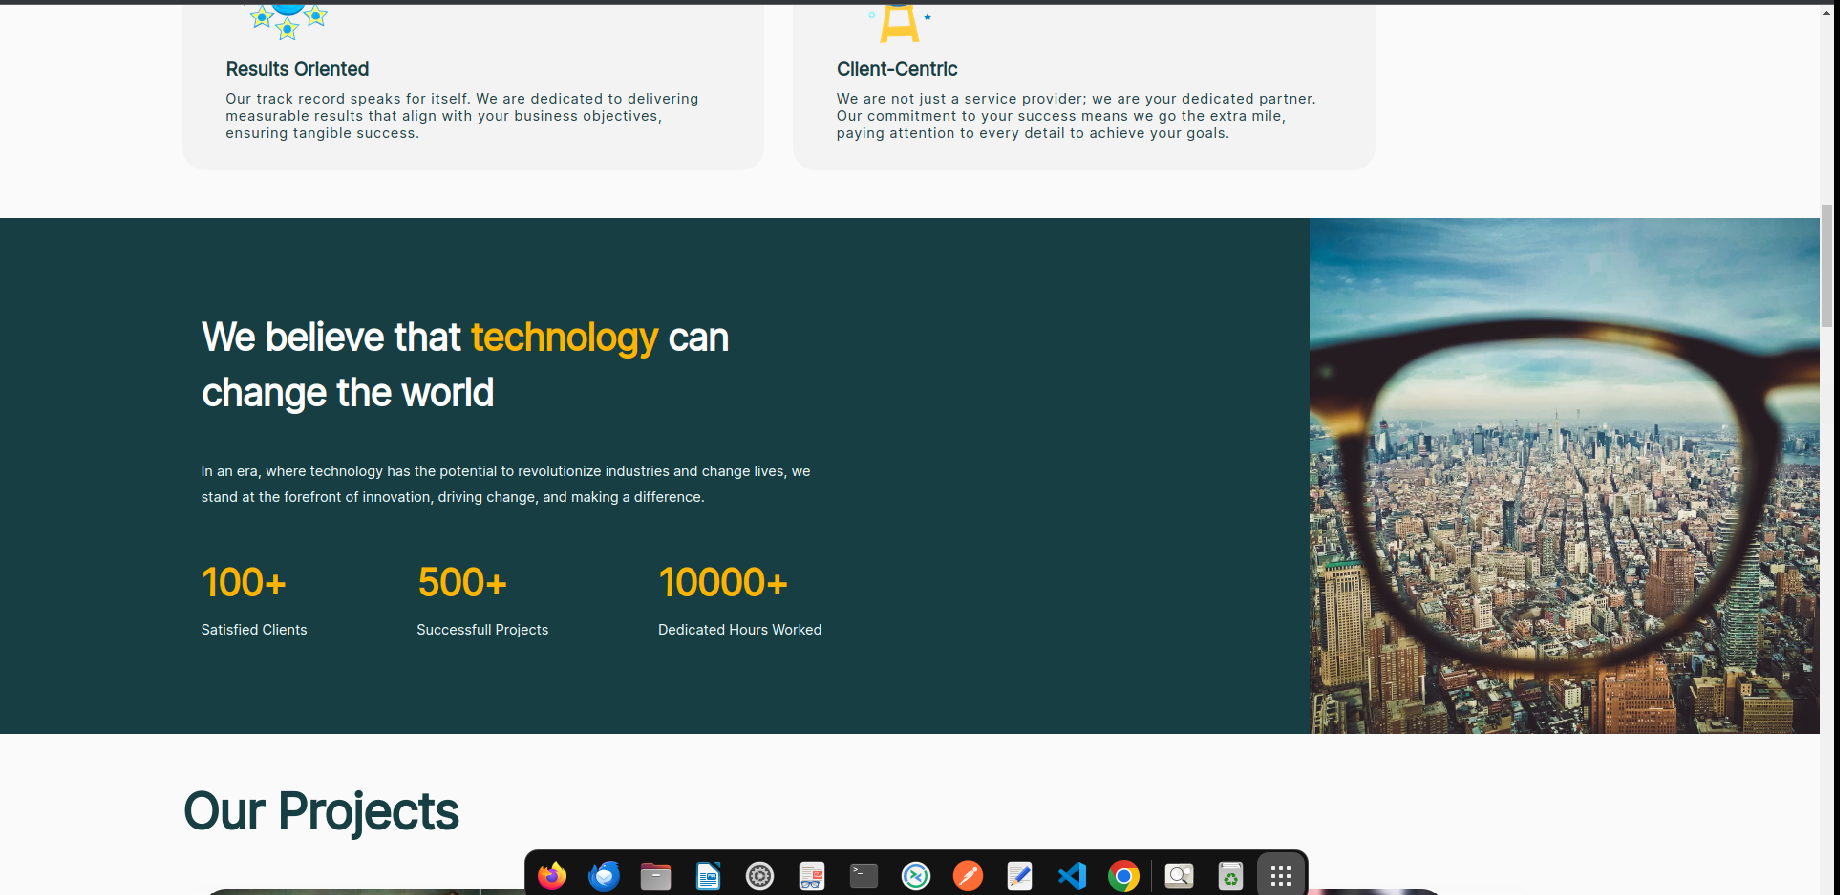 Results Oriented
Our track record speaks for itself. We are dedicated to delivering
measurable results that align with your business objectives,
ensuring tangible success.
Client-Centric
We are not just a service provider; we are your dedicated partner.
Our commitment to your success means we go the extra mile,
paying attention to every detail to achieve your goals.
We believe that technology can
change the world
In an era, where technology has the potential to revolutionize industries and change lives, we
stand at the forefront of innovation, driving change, and making a difference.
100+
Satisfied Clients
500+
Successfull Projects
10000+
Dedicated Hours Worked
Our Projects